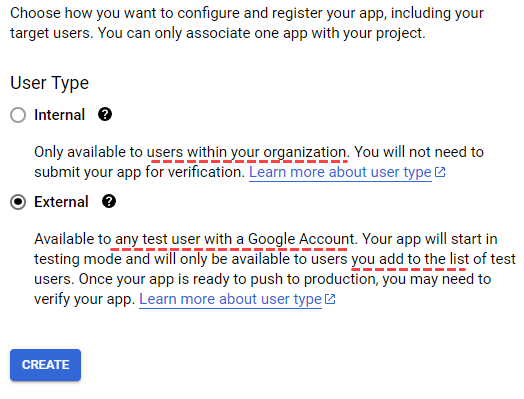 Choose how you want to configure and register your app, including your
target users. You can only associate one app with your project.
User Type
Internal
Only available to users within your organization. You will not need to
submit your app for verification. Learn more about user type
External
Available to any test user with a Google Account. Your app will start in
testing mode and will only be available to users you add to the list of test
users. Once your app is ready to push to production, you may need to
verify your app. Learn more about user type
CREATE